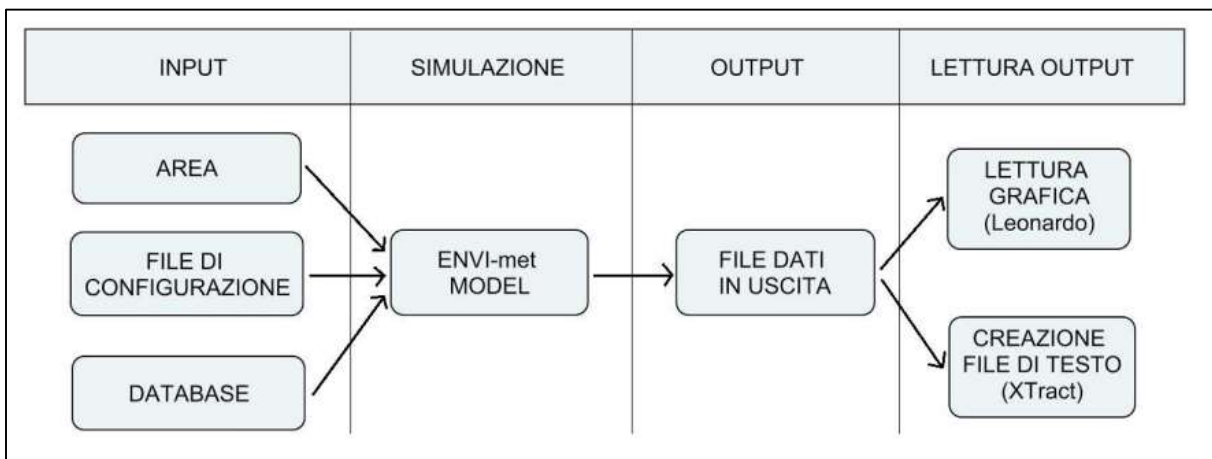 INPUT
SIMULAZIONE
OUTPUT
LETTURA OUTPUT
AREA
FILE DI
CONFIGURAZIONE
DATABASE
ENVI-met
MODEL
FILE DATI
IN USCITA
LETTURA
GRAFICA
(Leonardo)
CREAZIONE
FILE DI TESTO
(XTract)